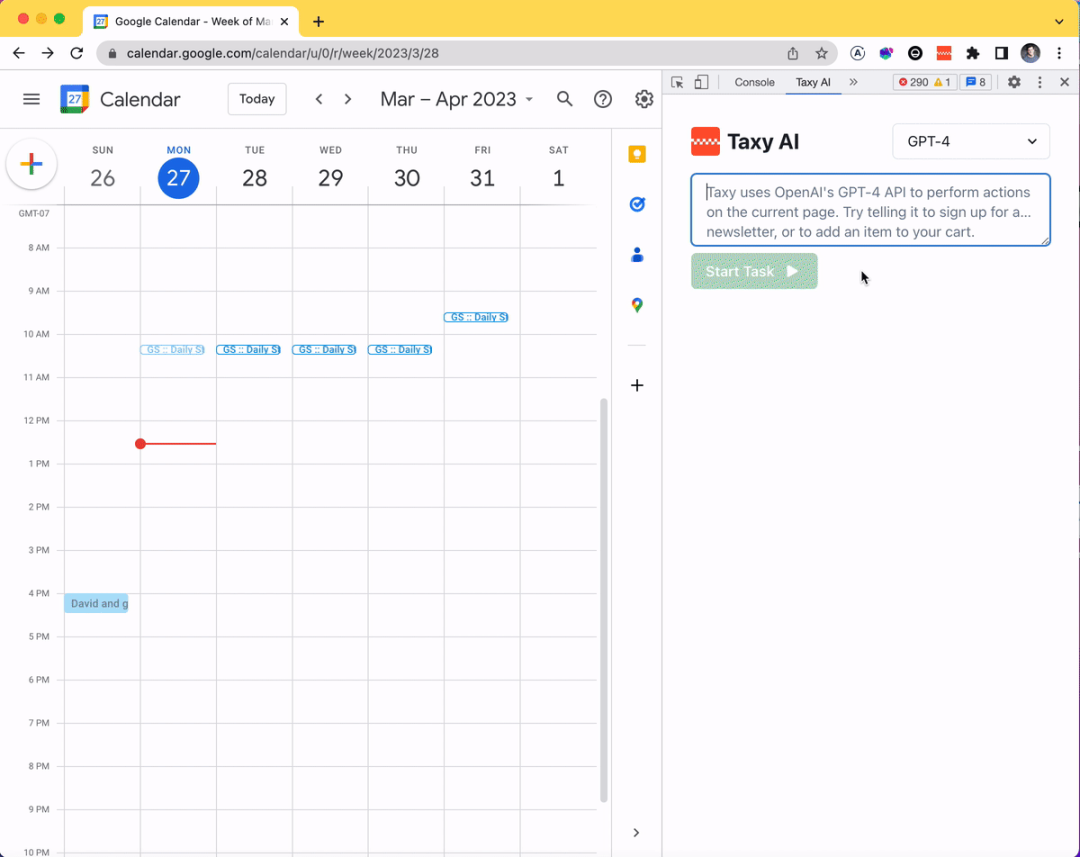 Google Calendar - Week of Ma
calendar.google.com/calendar/u/0/r/week/2023/3/28
27
Calendar
Today
Mar – Apr 2023
SUN
MON
TUE
WED
THU
FRI
SAT
26
27
28
29
30
31
1
GMT-07
8 AM
9 AM
GS :: Daily S
10 AM
GS :: Daily S
GS :: Daily S
GS :: Daily S
GS :: Daily S
11 AM
12 PM
1 PM
2 PM
3 PM
4 PM
David and g
5 PM
6 PM
7 PM
8 PM
9 PM
10 PM
Console
Taxy AI
290
1
8
Taxy AI
GPT-4
Taxy uses OpenAI's GPT-4 API to perform actions
on the current page. Try telling it to sign up for a...
newsletter, or to add an item to your cart.
Start Task